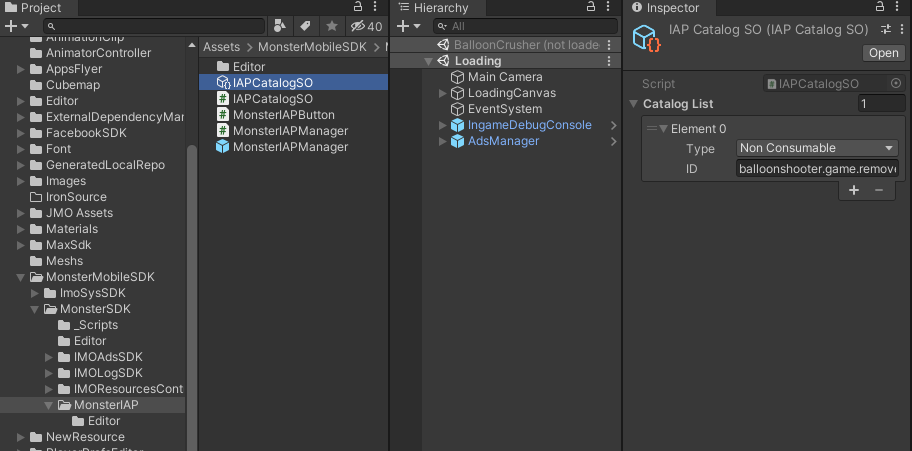 Project
40
AnimationClip
AnimatorController
AppsFlyer
Cubemap
Editor
ExternalDependencyMan
FacebookSDK
Font
GeneratedLocalRepo
Images
IronSource
JMO Assets
Materials
MaxSdk
Meshs
MonsterMobileSDK
ImoSysSDK
MonsterSDK
_Scripts
Editor
IMOAdsSDK
IMOLogSDK
IMOResourcesCont
MonsterIAP
Editor
NewResource
PlayerPrefsEditor
Assets > MonsterMobileSDK >
Editor
IAPCatalogSO
IAPCatalogSO
MonsterIAPButton
MonsterIAPManager
MonsterIAPManager
Hierarchy
All
BalloonCrusher (not loade
Loading
Main Camera
LoadingCanvas
EventSystem
IngameDebugConsole
AdsManager
Inspector
IAP Catalog SO (IAP Catalog SO)
Open
Script IAPCatalogSO
Catalog List 1
Element 0
Type Non Consumable
ID balloonshooter.game.remove